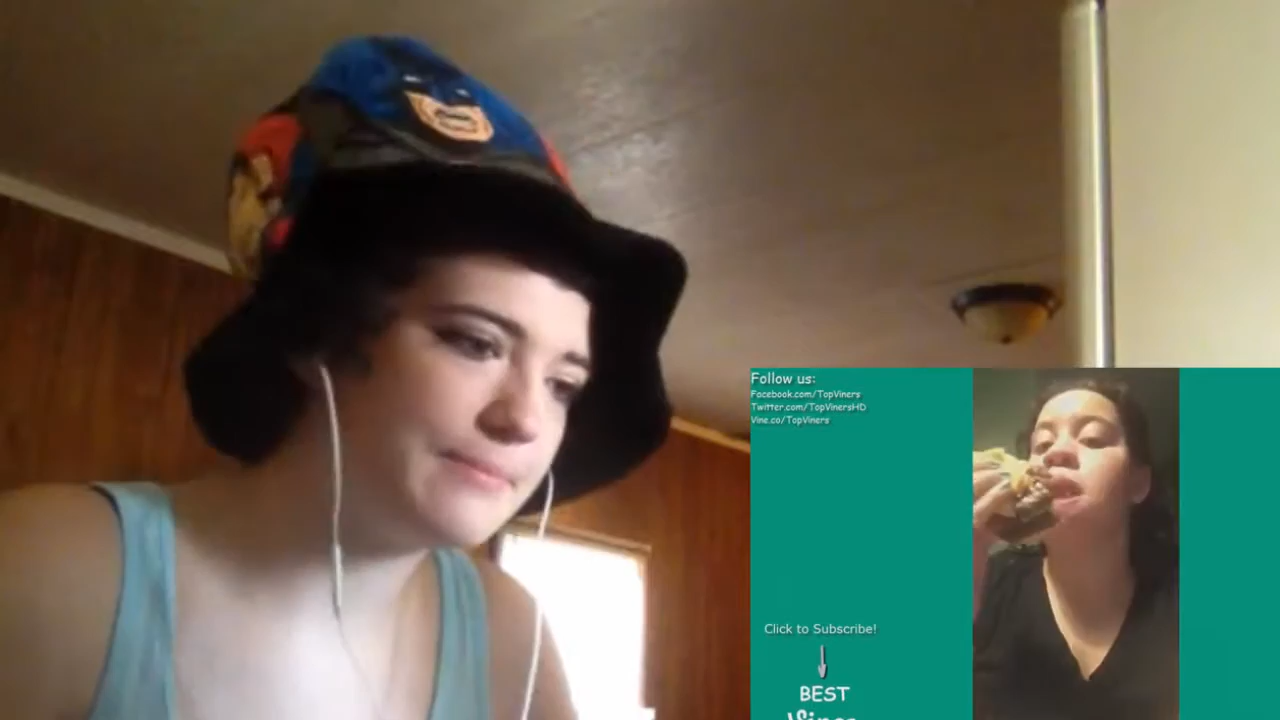 Follow us:
Facebook.com/TopViners
Twitter.com/TopVinersHD
Vine.co/TopViners
Click to Subscribe!
BEST